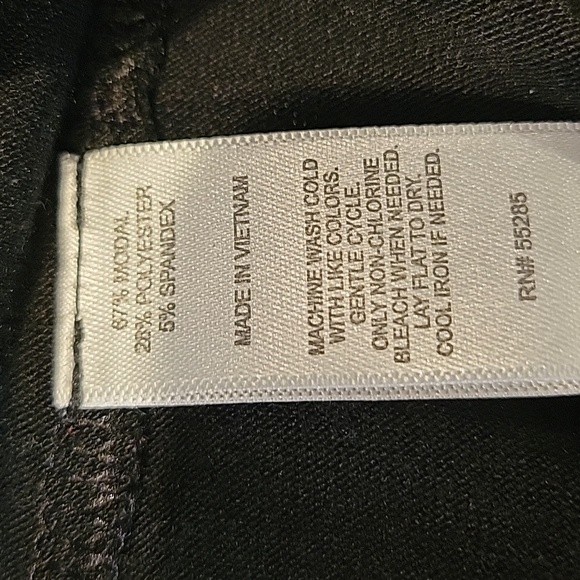 67% MODAL
28% POLYESTER
5% SPANDEX
MADE IN VIETNAM
MACHINE WASH COLD
WITH LIKE COLORS.
GENTLE CYCLE.
ONLY NON-CHLORINE
BLEACH WHEN NEEDED.
LAY FLAT TO DRY.
COOL IRON IF NEEDED.
RN# 55285